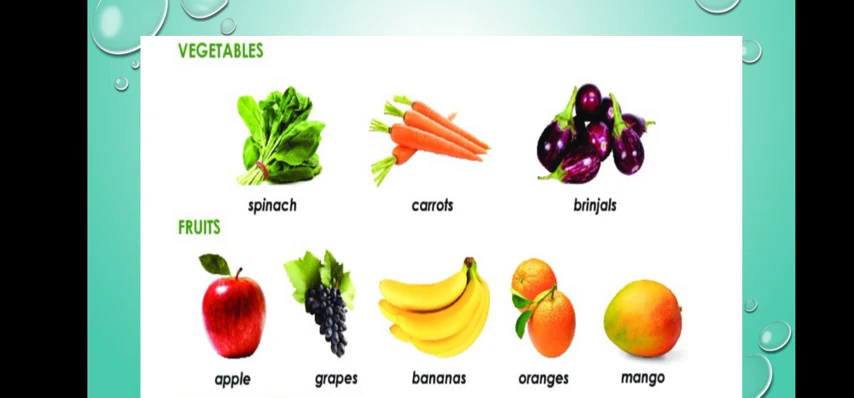 VEGETABLES
spinach carrots brinjals
FRUITS
apple grapes bananas oranges mango